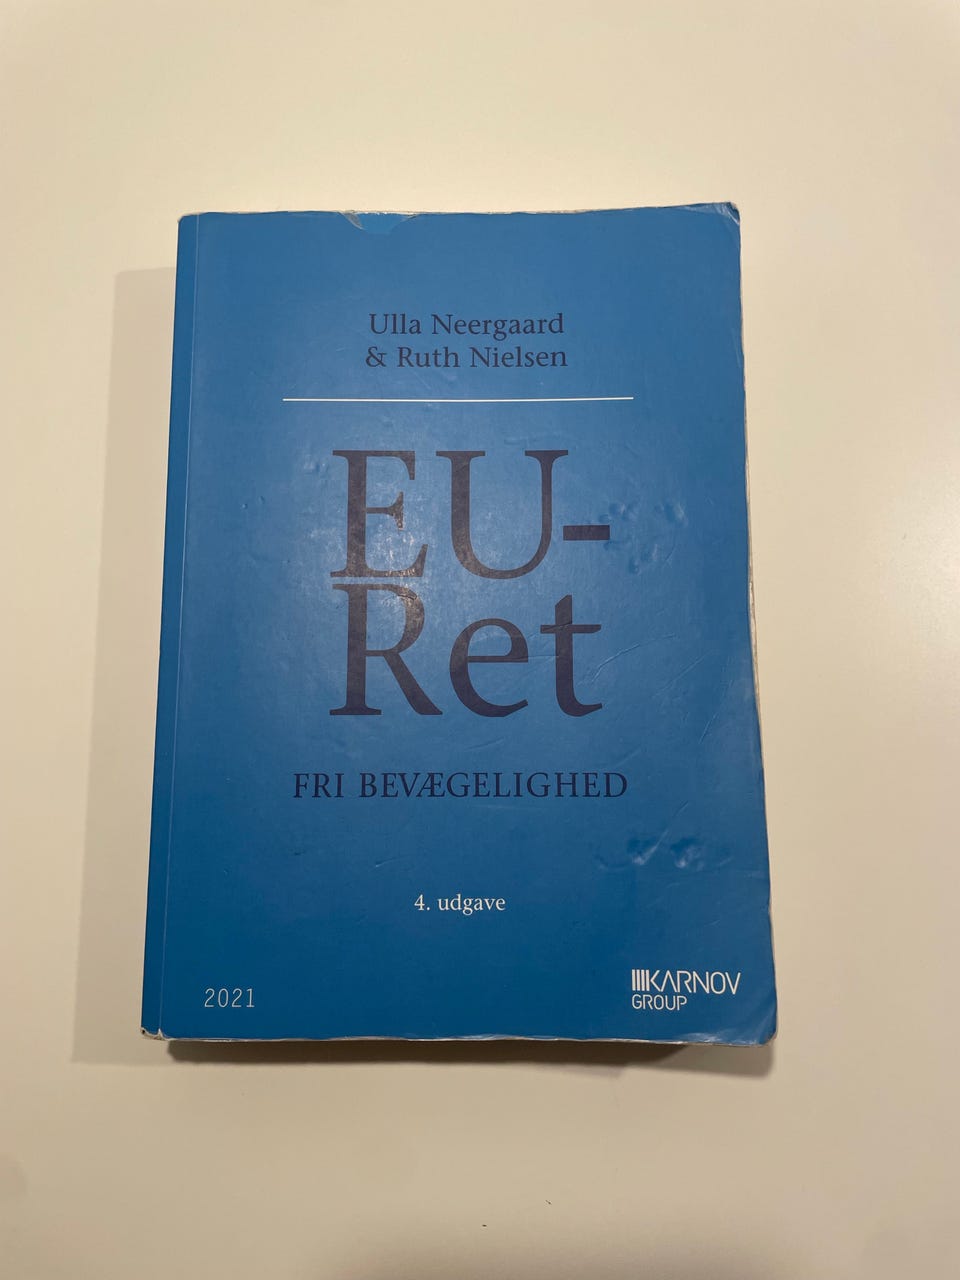 Ulla Neergaard
& Ruth Nielsen
EU-
Ret
FRI BEVÆGELIGHED
4. udgave
2021
KARNOV
GROUP